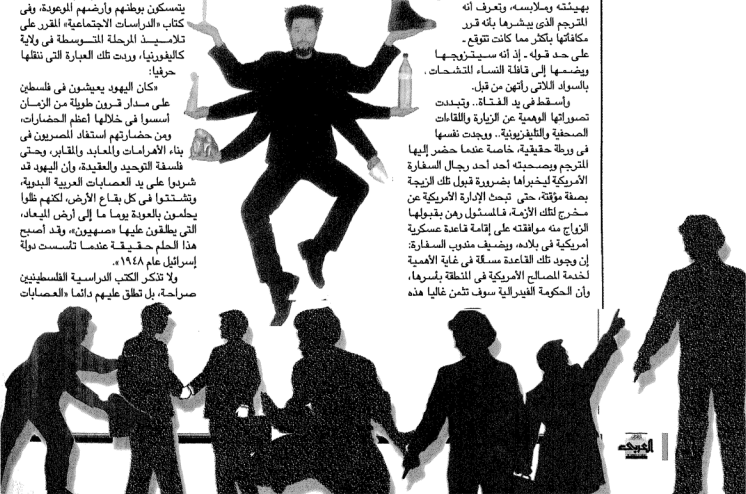 بهيئته وملابسه، وتعرف أنه
المترجم الذى يبشرها بأنه قرر
مكافأتها بأكثر مما كانت تتوقع ـ
على حد قوله ـ إذ أنه سيتزوجها
ويضمها إلى قافلة النساء المتشحات
بالسواد اللاتى رأتهن من قبل.
وأسقط فى يد الفتاة.. وتبددت
تصوراتها الوهمية عن الزيارة واللقاءات
الصحفية والتليفزيونية.. ووجدت نفسها
فى ورطة حقيقية، خاصة عندما حضر إليها
المترجم وبصحبته أحد أحد رجال السفارة
الأمريكية ليخبراها بضرورة قبول تلك الزيجة
بصفة مؤقتة، حتى تبحث الإدارة الأمريكية عن
مخرج لتلك الأزمة، فالمسئول رهن بقبولها
الزواج منه موافقته على إقامة قاعدة عسكرية
أمريكية فى بلاده، ويضيف مندوب السفارة:
إن وجود تلك القاعدة مسألة فى غاية الأهمية
لخدمة المصالح الأمريكية فى المنطقة بأسرها،
وأن الحكومة الفيدرالية سوف تثمن غاليا هذه
يتمسكون بوطنهم وأرضهم الموعودة، وفى
كتاب «الدراسات الاجتماعية» المقرر على
تلاميذ المرحلة المتوسطة فى ولاية
كاليفورنيا، وردت تلك العبارة التى ننقلها
حرفيا:
«كان اليهود يعيشون فى فلسطين
على مدار قرون طويلة من الزمان
أسسوا فى خلالها أعظم الحضارات،
ومن حضارتهم استفاد المصريون فى
بناء الأهرامات والمعابد والمقابر، وحتى
فلسفة التوحيد والعقيدة، وإن اليهود قد
شردوا على يد العصابات العربية البدوية،
وتشتتوا فى كل بقاع الأرض، لكنهم ظلوا
يحلمون بالعودة يوما ما إلى أرض الميعاد،
التى يطلقون عليها «صهيون»، وقد أصبح
هذا الحلم حقيقة عندما تأسست دولة
إسرائيل عام ١٩٤٨».
ولا تذكر الكتب الدراسية الفلسطينيين
صراحة، بل تطلق عليهم دائما «العصابات
العربى